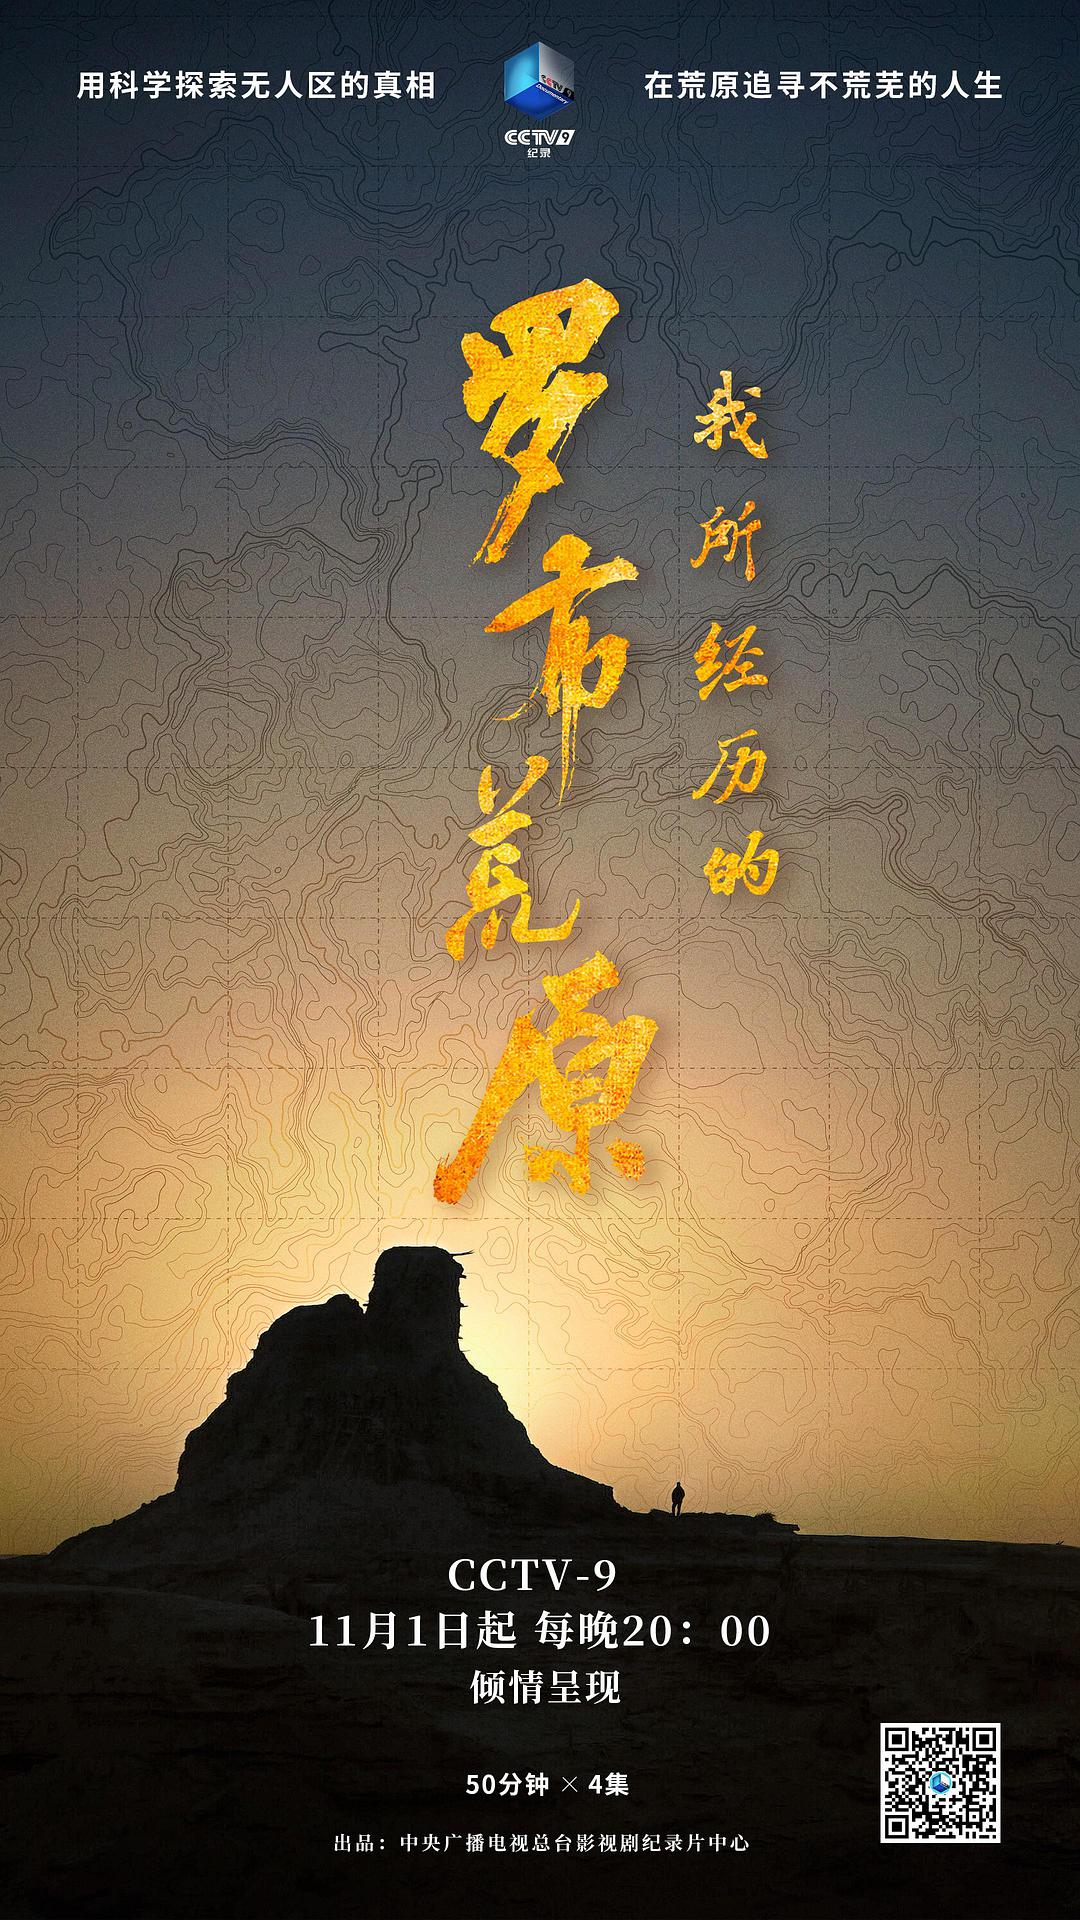 用科学探索无人区的真相
在荒原追寻不荒芜的人生
CCTV 9
Documentary
CCTV9
纪录
我所经历的
罗布荒原
CCTV-9
11月1日起 每晚20：00
倾情呈现
50分钟 × 4集
出品：中央广播电视总台影视剧纪录片中心